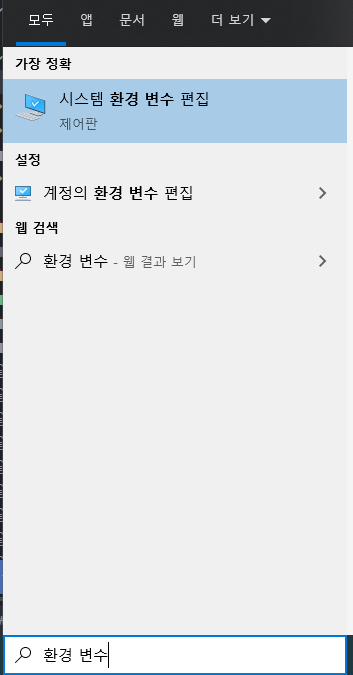 모두 앱 문서 웹 더 보기
가장 정확
시스템 환경 변수 편집
제어판
설정
계정의 환경 변수 편집
웹 검색
환경 변수 - 웹 결과 보기
환경 변수